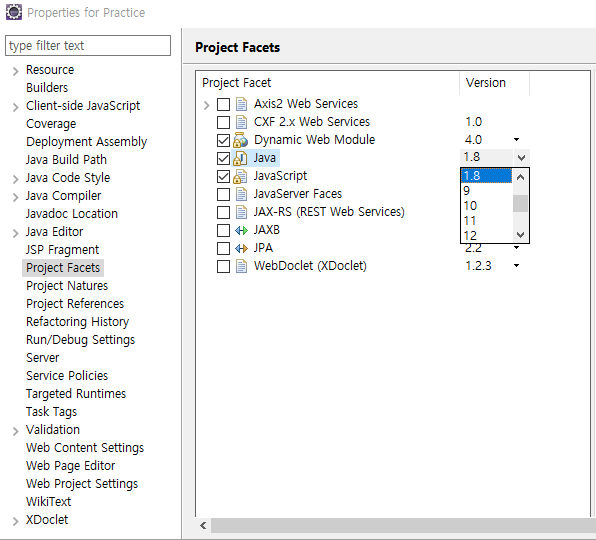 Properties for Practice
type filter text
Resource
Builders
Client-side JavaScript
Coverage
Deployment Assembly
Java Build Path
Java Code Style
Java Compiler
Javadoc Location
Java Editor
JSP Fragment
Project Facets
Project Natures
Project References
Refactoring History
Run/Debug Settings
Server
Service Policies
Targeted Runtimes
Task Tags
Validation
Web Content Settings
Web Page Editor
Web Project Settings
WikiText
XDoclet
Project Facets
Project Facet Version
Axis2 Web Services
CXF 2.x Web Services 1.0
Dynamic Web Module 4.0
Java 1.8
JavaScript 1.8
JavaServer Faces 9
JAX-RS (REST Web Services) 10
11
JAXB 12
JPA 2.2
WebDoclet (XDoclet) 1.2.3